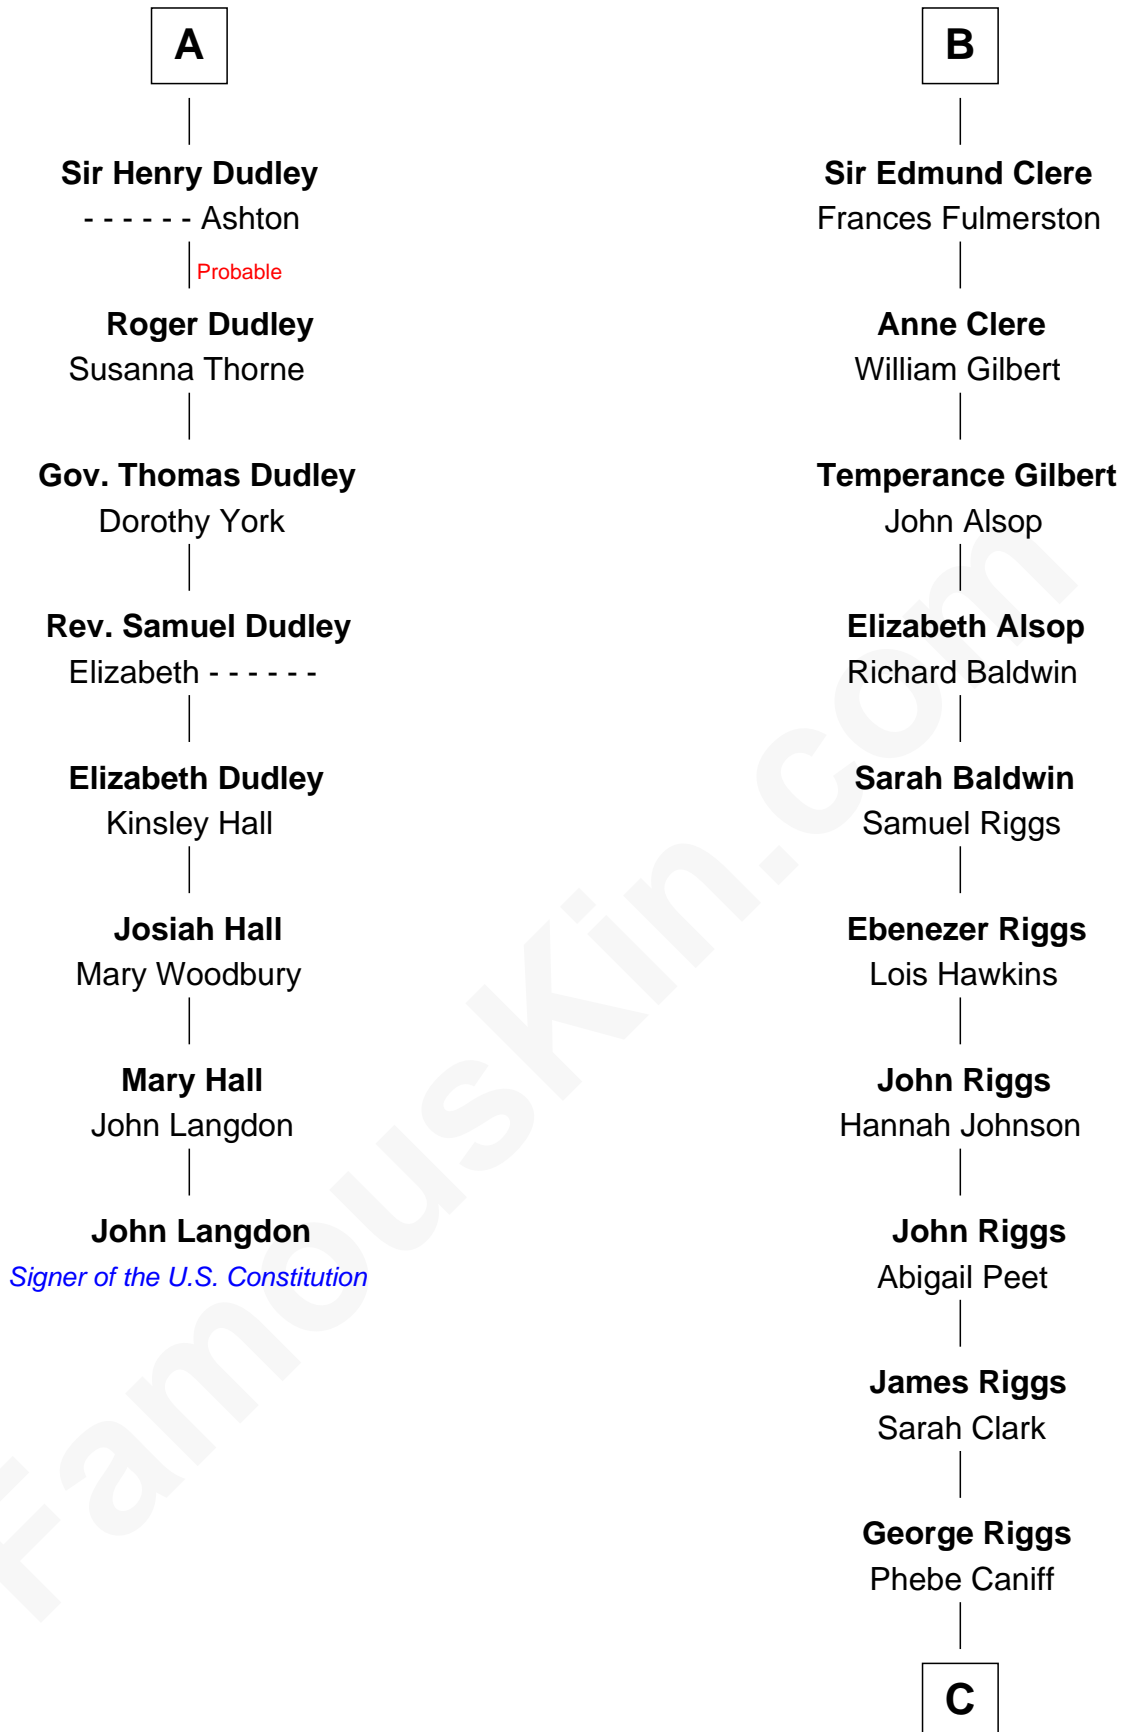 A
Sir Henry Dudley
- - - - - - Ashton
Probable
Roger Dudley
Susanna Thorne
Gov. Thomas Dudley
Dorothy York
Rev. Samuel Dudley
Elizabeth - - - - - -
Elizabeth Dudley
Kinsley Hall
Josiah Hall
Mary Woodbury
Mary Hall
John Langdon
John Langdon
Signer of the U.S. Constitution
B
Sir Edmund Clere
Frances Fulmerston
Anne Clere
William Gilbert
Temperance Gilbert
John Alsop
Elizabeth Alsop
Richard Baldwin
Sarah Baldwin
Samuel Riggs
Ebenezer Riggs
Lois Hawkins
John Riggs
Hannah Johnson
John Riggs
Abigail Peet
James Riggs
Sarah Clark
George Riggs
Phebe Caniff
C
FamousKin.com